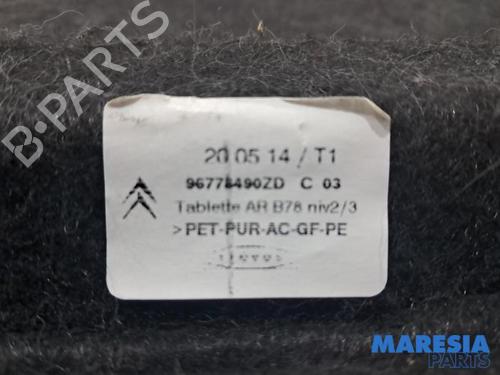 B-PARTS
20 05 14 / T1
96778490ZD C 03
Tablette AR B78 niv2/3
>PET-PUR-AC-GF-PE
MARESIA
PARTS